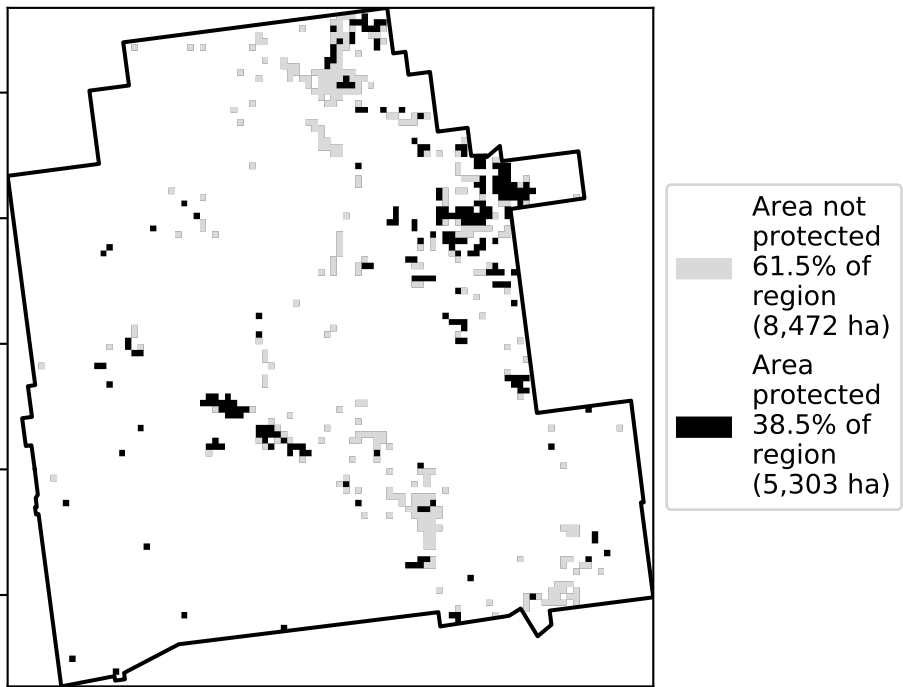 Area not
protected
61.5% of
region
(8,472 ha)
Area
protected
38.5% of
region
(5,303 ha)